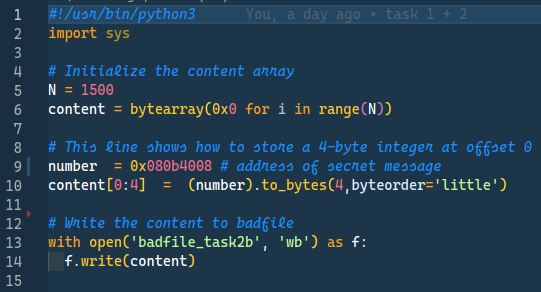 1 #!/usr/bin/python3 You, a day ago • task 1 + 2
2 import sys
3
4 # Initialize the content array
5 N = 1500
6 content = bytearray(0x0 for i in range(N))
7
8 # This line shows how to store a 4-byte integer at offset 0
9 number  = 0x080b4008 # address of secret message
10 content[0:4]  =  (number).to_bytes(4,byteorder='little')
11
12 # Write the content to badfile
13 with open('badfile_task2b', 'wb') as f:
14   f.write(content)
15